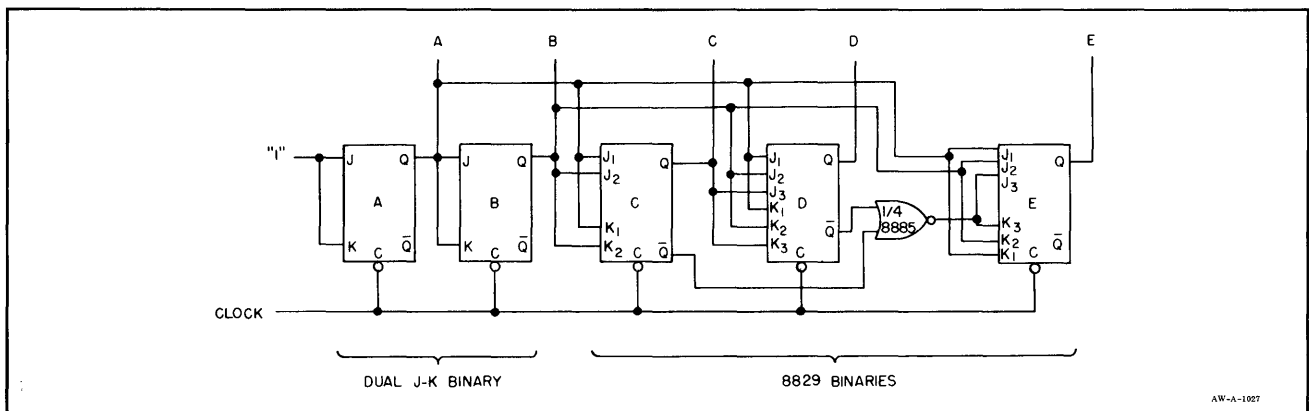 A B C D E
"1"
J Q
A
K C Q̅
J Q
B
K C Q̅
J₁ Q
J₂
C
K₁
K₂ C Q̅
J₁ Q
J₂
J₃
K₁ D
K₂ Q̅
K₃ C
1/4
8885
J₁ Q
J₂
J₃
E
K₃
K₂ Q̅
K₁ C
CLOCK
DUAL J-K BINARY 8829 BINARIES
AW-A-1027